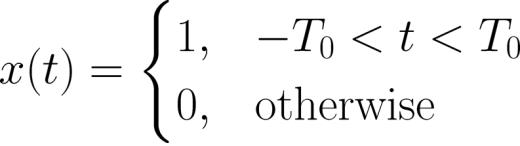 x(t) = { 1, −T₀ < t < T₀
0, otherwise